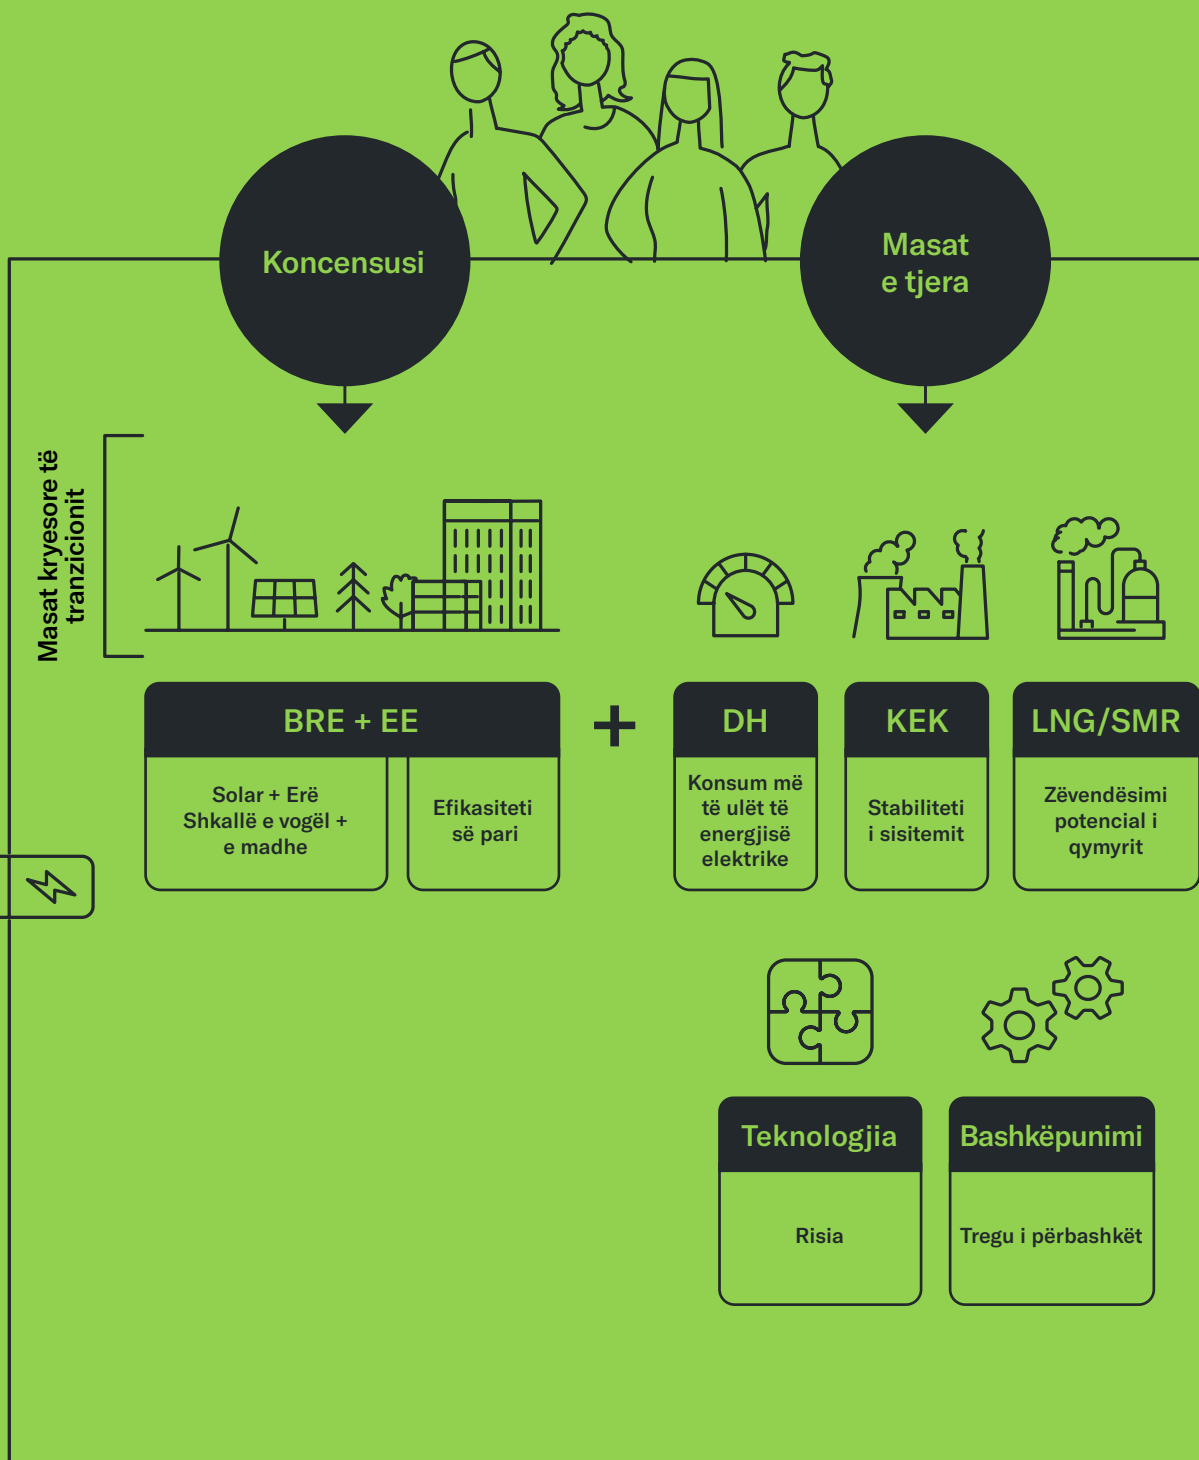 Koncensusi
Masat
e tjera
Masat kryesore të
tranzicionit
BRE + EE
Solar + Erë
Shkallë e vogël +
e madhe
Efikasiteti
së pari
+
DH
Konsum më
të ulët të
energjisë
elektrike
KEK
Stabiliteti
i sisitemit
LNG/SMR
Zëvendësimi
potencial i
qymyrit
Teknologjia
Risia
Bashkëpunimi
Tregu i përbashkët